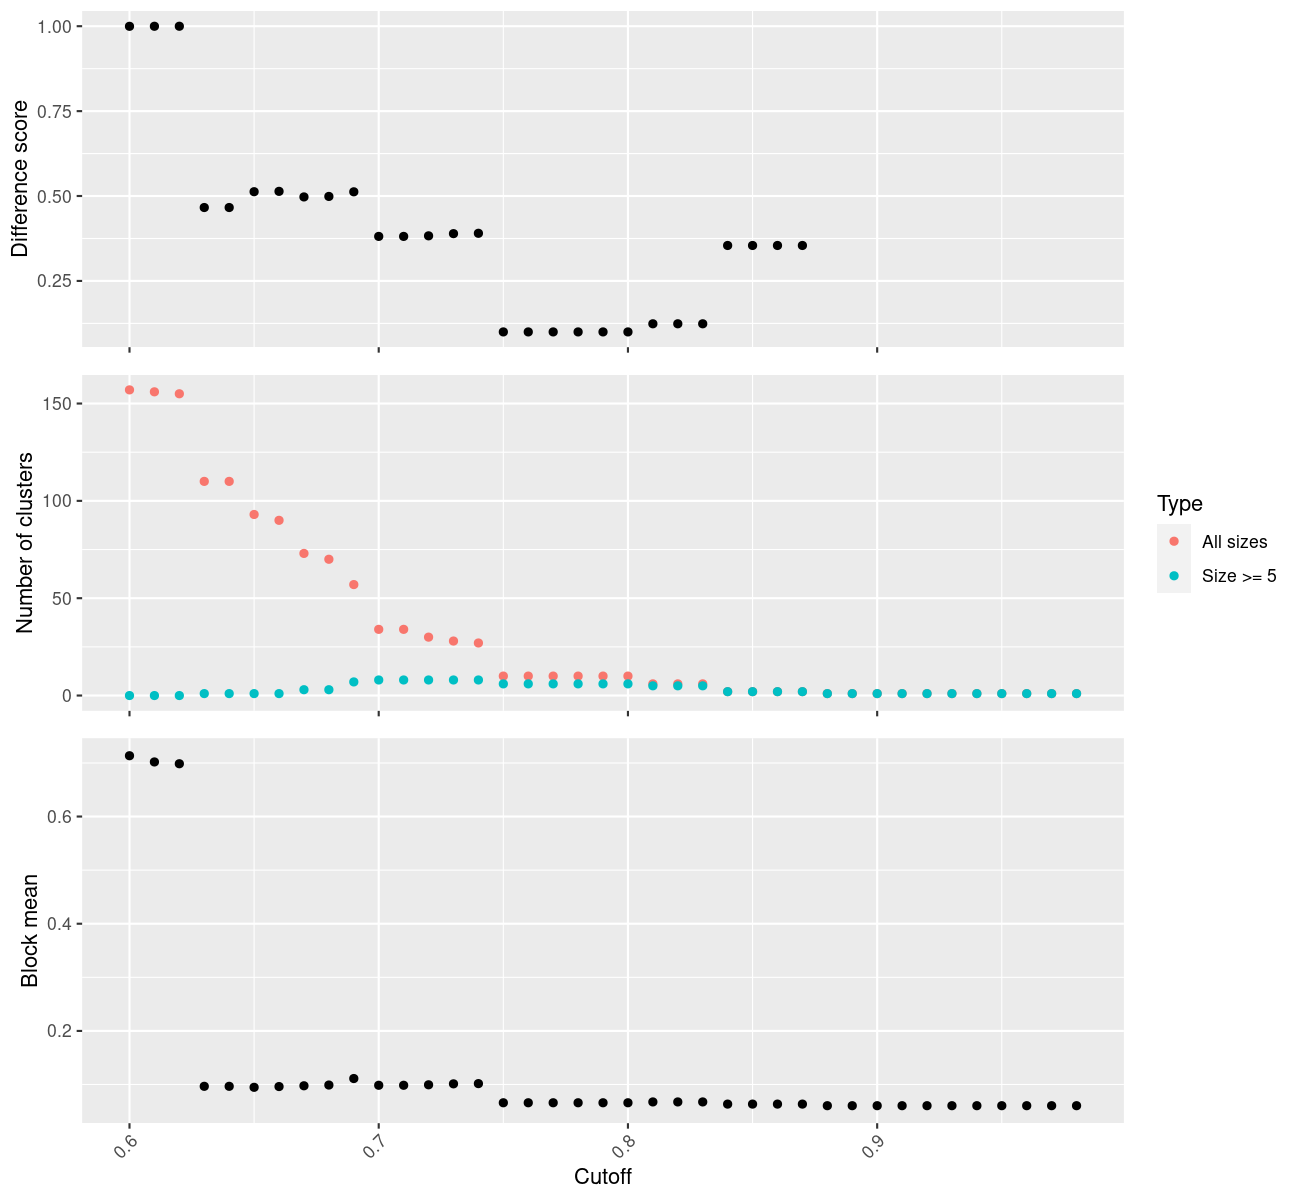 Difference score
1.00
0.75
0.50
0.25
Number of clusters
150
100
50
0
Type
All sizes
Size >= 5
Block mean
0.6
0.4
0.2
0.6
0.7
0.8
0.9
Cutoff